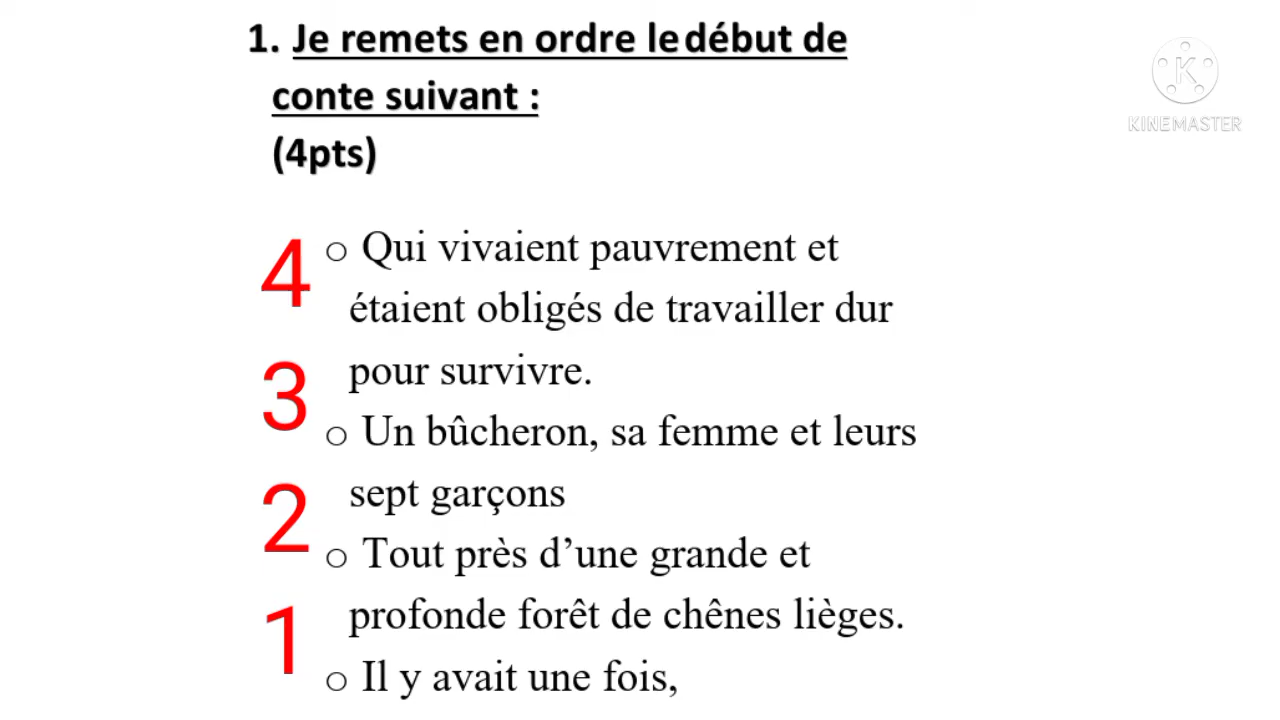 1. Je remets en ordre le début de
conte suivant :
(4pts)
KINEMASTER
4
o Qui vivaient pauvrement et
étaient obligés de travailler dur
pour survivre.
3
o Un bûcheron, sa femme et leurs
sept garçons
2
o Tout près d’une grande et
profonde forêt de chênes lièges.
1
o Il y avait une fois,